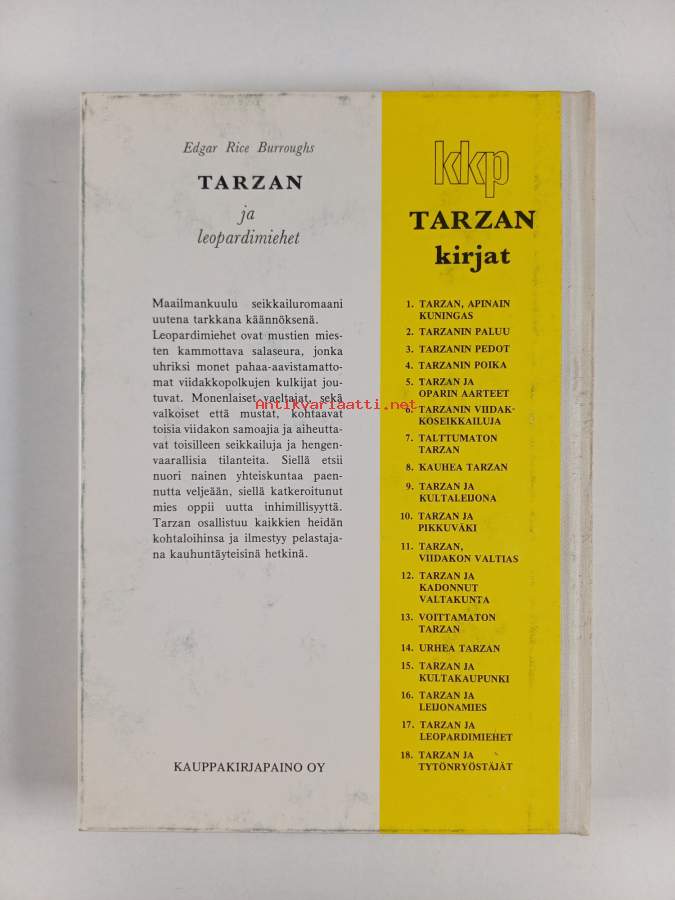 Edgar Rice Burroughs
TARZAN
ja
leopardimiehet
Maailmankuulu seikkailuromaani
uutena tarkkana käännöksenä.
Leopardimiehet ovat mustien mies-
ten kammottava salaseura, jonka
uhriksi monet pahaa-aavistamatto-
mat viidakkopolkujen kulkijat jou-
tuvat. Monenlaiset vaeltajat, sekä
valkoiset että mustat, kohtaavat
toisia viidakon samoajia ja aiheutta-
vat toisilleen seikkailuja ja hengen-
vaarallisia tilanteita. Siellä etsii
nuori nainen yhteiskuntaa paen-
nutta veljeään, siellä katkeroitunut
mies oppii uutta inhimillisyyttä.
Tarzan osallistuu kaikkien heidän
kohtaloihinsa ja ilmestyy pelastaja-
na kauhuntäyteisinä hetkinä.
KAUPPAKIRJAPAINO OY
kkp
TARZAN
kirjat
1. TARZAN, APINAIN
KUNINGAS
2. TARZANIN PALUU
3. TARZANIN PEDOT
4. TARZANIN POIKA
5. TARZAN JA
OPARIN AARTEET
6. TARZANIN VIIDAK-
KOSEIKKAILUJA
7. TALTTUMATON
TARZAN
8. KAUHEA TARZAN
9. TARZAN JA
KULTALEIJONA
10. TARZAN JA
PIKKUVÄKI
11. TARZAN,
VIIDAKON VALTIAS
12. TARZAN JA
KADONNUT
VALTAKUNTA
13. VOITTAMATON
TARZAN
14. URHEA TARZAN
15. TARZAN JA
KULTAKAUPUNKI
16. TARZAN JA
LEIJONAMIES
17. TARZAN JA
LEOPARDIMIEHET
18. TARZAN JA
TYTÖNRYÖSTÄJÄT
Antikvariaatti.net